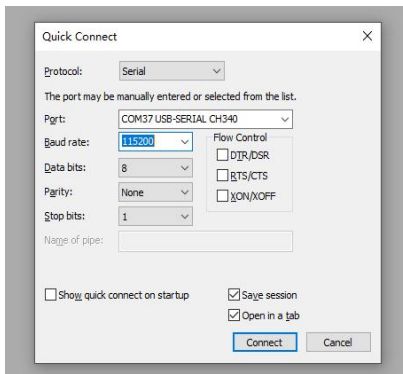 Quick Connect
Protocol: Serial
The port may be manually entered or selected from the list.
Port: COM37 USB-SERIAL CH340
Baud rate: 115200
Flow Control
DTR/DSR
Data bits: 8
RTS/CTS
Parity: None
XON/XOFF
Stop bits: 1
Name of pipe:
Show quick connect on startup
Save session
Open in a tab
Connect Cancel